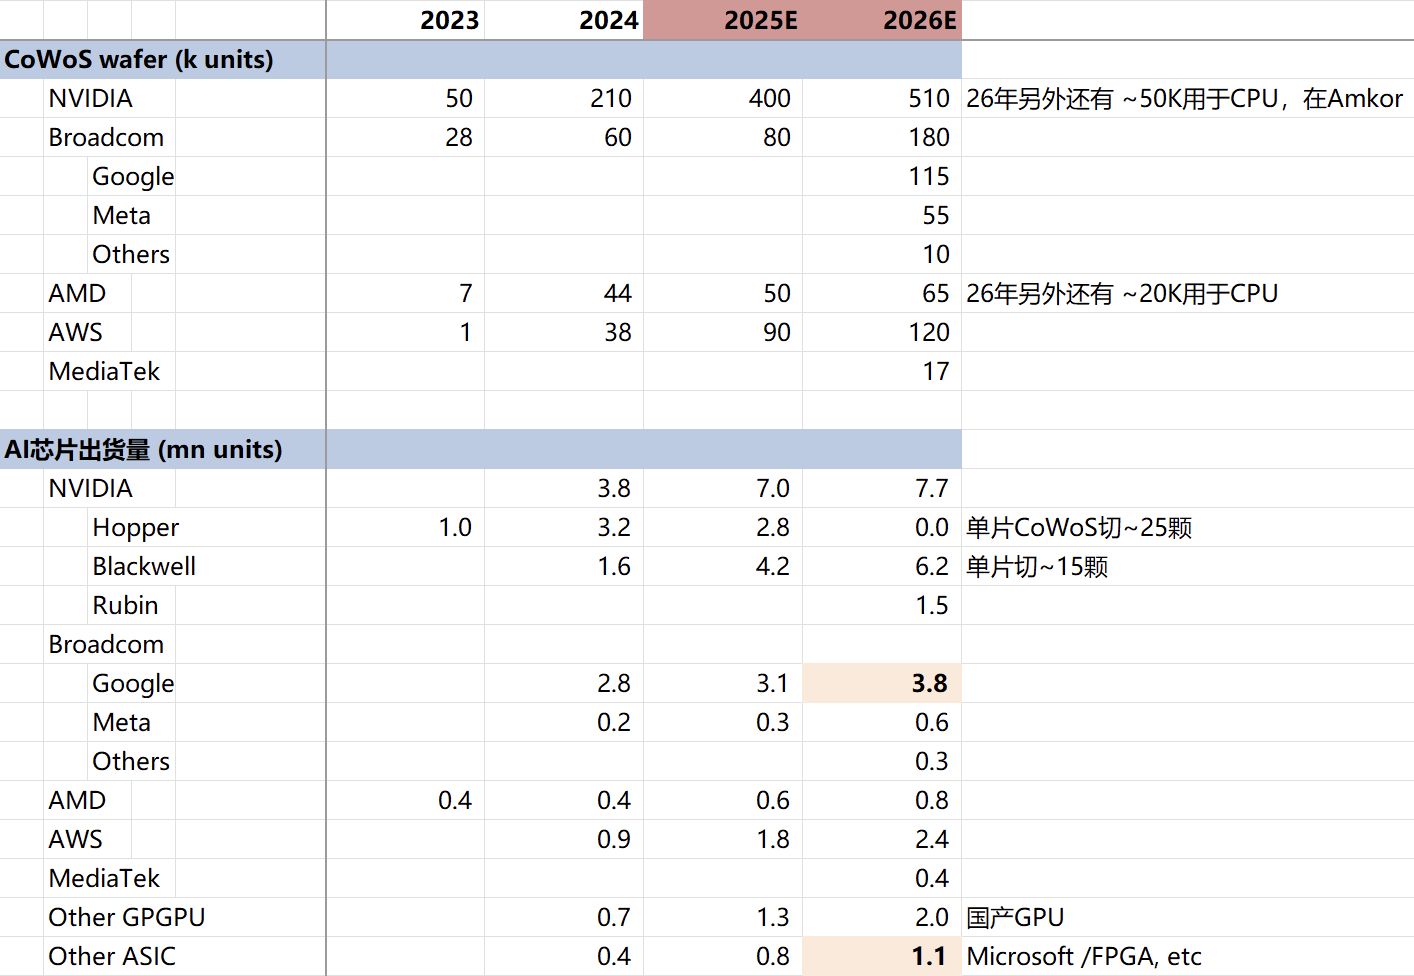 2023 2024 2025E 2026E
CoWoS wafer (k units)
NVIDIA 50 210 400 510 26年另外还有 ~50K用于CPU，在Amkor
Broadcom 28 60 80 180
Google 115
Meta 55
Others 10
AMD 7 44 50 65 26年另外还有 ~20K用于CPU
AWS 1 38 90 120
MediaTek 17
AI芯片出货量 (mn units)
NVIDIA 3.8 7.0 7.7
Hopper 1.0 3.2 2.8 0.0 单片CoWoS切~25颗
Blackwell 1.6 4.2 6.2 单片切~15颗
Rubin 1.5
Broadcom
Google 2.8 3.1 3.8
Meta 0.2 0.3 0.6
Others 0.3
AMD 0.4 0.4 0.6 0.8
AWS 0.9 1.8 2.4
MediaTek 0.4
Other GPGPU 0.7 1.3 2.0 国产GPU
Other ASIC 0.4 0.8 1.1 Microsoft /FPGA, etc